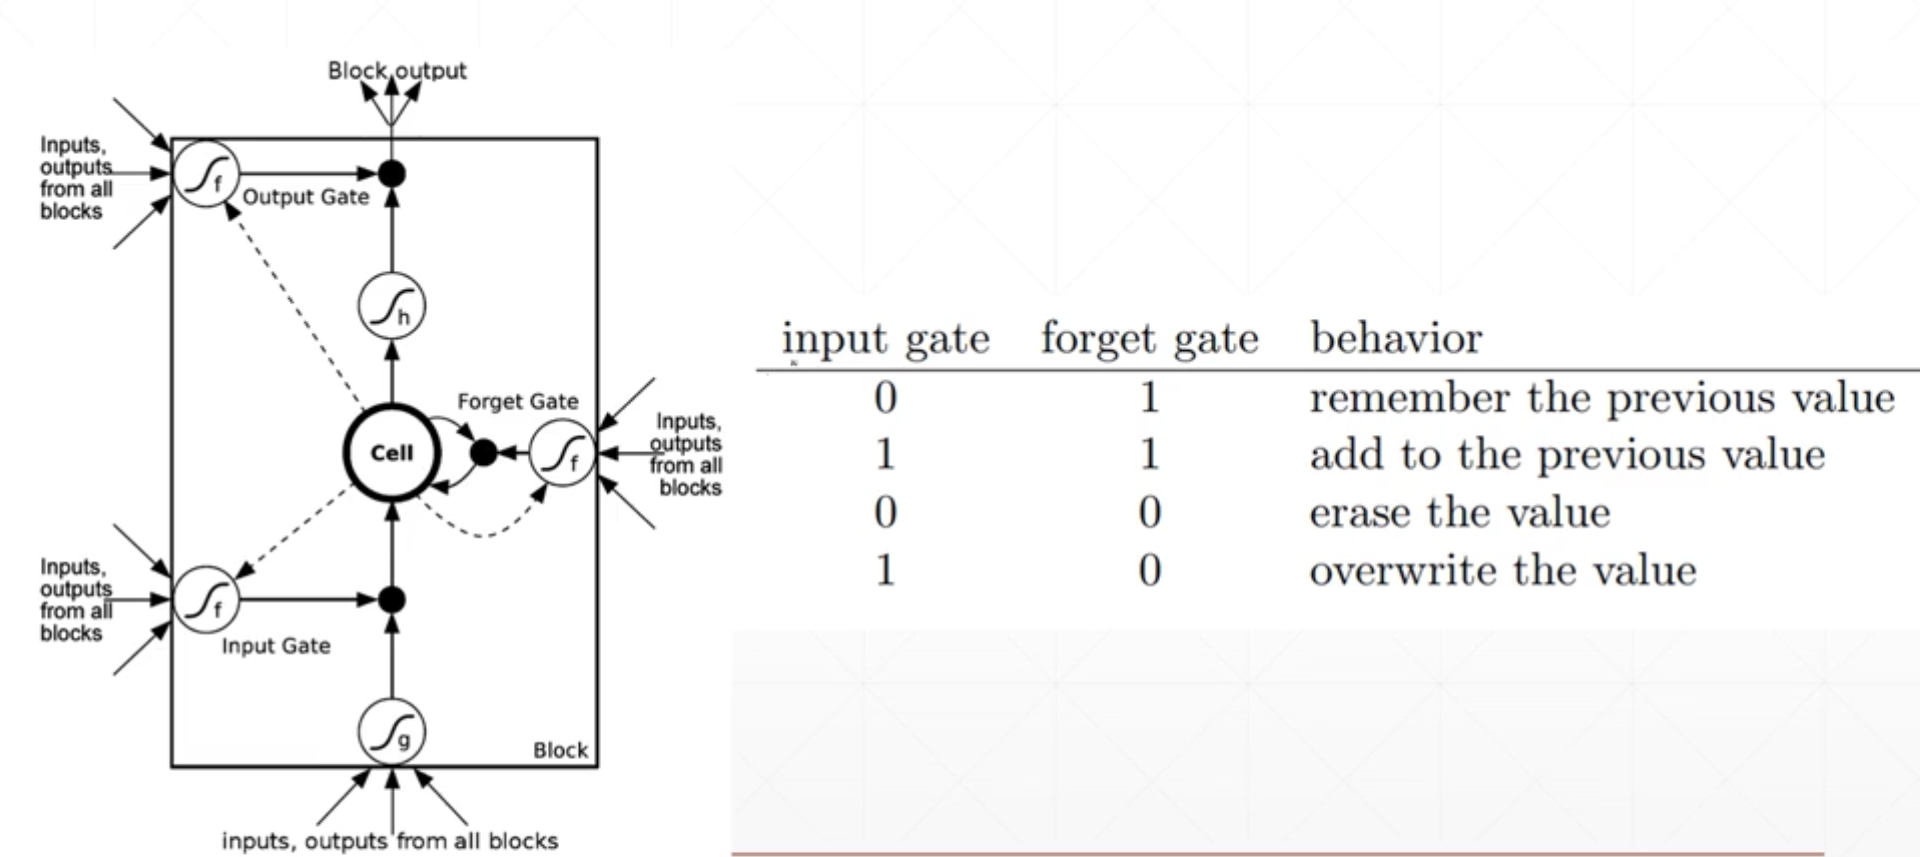 Block output
Inputs,
outputs
from all
blocks
f
Output Gate
h
Forget Gate
Cell
f
Inputs,
outputs
from all
blocks
Inputs,
outputs
from all
blocks
f
Input Gate
g
Block
inputs, outputs from all blocks
input gate forget gate behavior
0 1 remember the previous value
1 1 add to the previous value
0 0 erase the value
1 0 overwrite the value